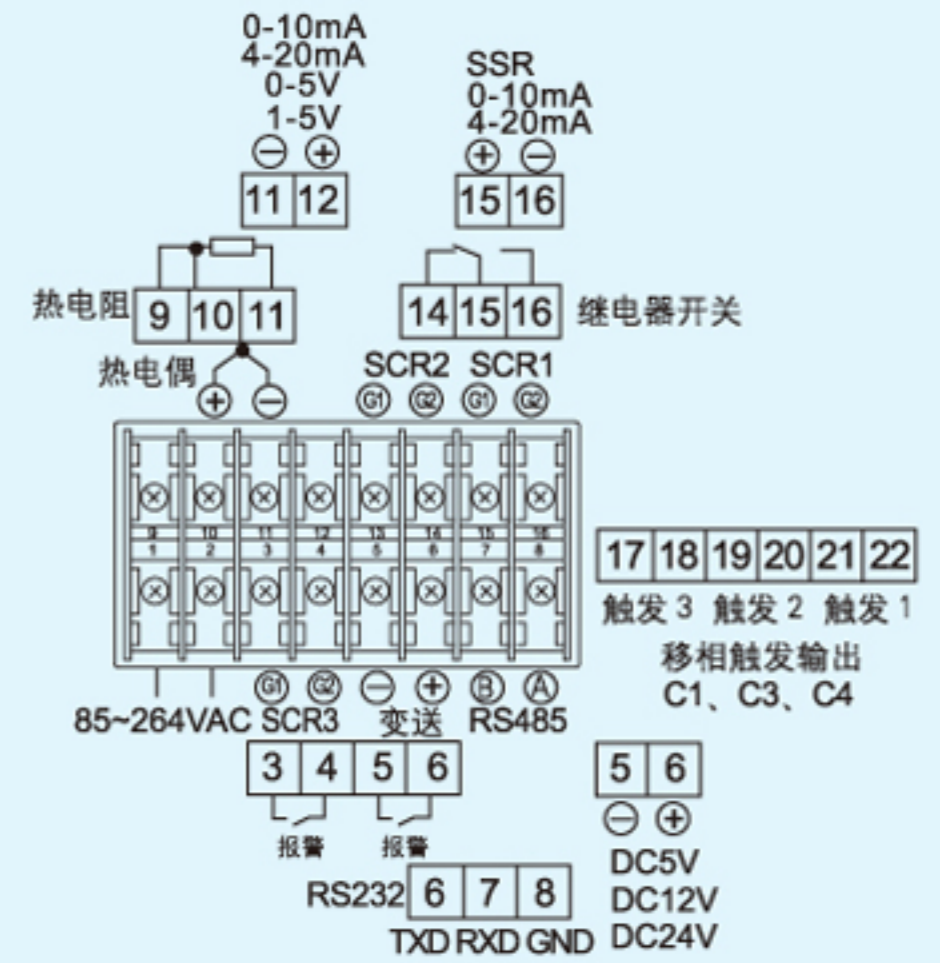 0-10mA
4-20mA
0-5V
1-5V
⊖ ⊕
11 12
SSR
0-10mA
4-20mA
⊕ ⊖
15 16
热电阻 9 10 11
14 15 16 继电器开关
热电偶
⊕ ⊖
SCR2 SCR1
G1 G2 G1 G2
9 10 11 12 13 14 15 16
1 2 3 4 5 6 7 8
17 18 19 20 21 22
触发3 触发2 触发1
移相触发输出
C1、C3、C4
G1 G2 ⊖ ⊕ B A
85~264VAC SCR3 变送 RS485
3 4 5 6
报警 报警
5 6
⊖ ⊕
DC5V
DC12V
DC24V
RS232 6 7 8
TXD RXD GND